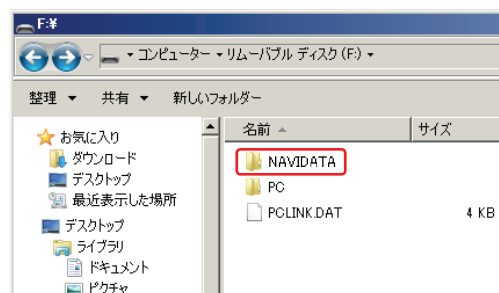 F:¥
コンピューター リムーバブル ディスク (F:)
整理 共有 新しいフォルダー
お気に入り
ダウンロード
デスクトップ
最近表示した場所
デスクトップ
ライブラリ
ドキュメント
ピクチャ
名前 サイズ
NAVIDATA
PC
PCLINK.DAT 4 KB